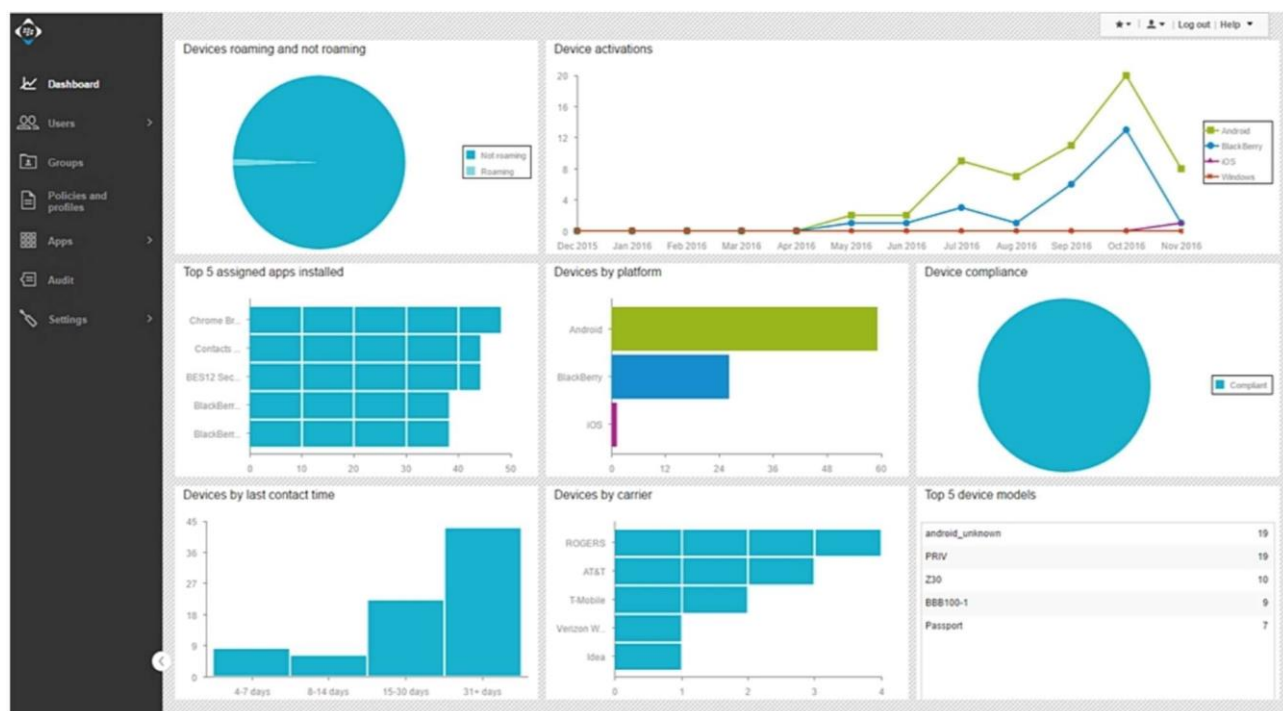 Log out | Help
Dashboard
Users
Groups
Policies and
profiles
Apps
Audit
Settings
Devices roaming and not roaming
Not roaming
Roaming
Device activations
20
16
12
8
4
0
Dec 2015 Jan 2016 Feb 2016 Mar 2016 Apr 2016 May 2016 Jun 2016 Jul 2016 Aug 2016 Sep 2016 Oct 2016 Nov 2016
Android
BlackBerry
iOS
Windows
Top 5 assigned apps installed
Chrome Br...
Contacts ...
BES12 Sec...
BlackBerr...
BlackBerr...
0 10 20 30 40 50
Devices by platform
Android
BlackBerry
iOS
0 12 24 36 48 60
Device compliance
Compliant
Devices by last contact time
45
36
27
18
9
0
4-7 days 8-14 days 15-30 days 31+ days
Devices by carrier
ROGERS
AT&T
T-Mobile
Verizon W...
Idea
0 1 2 3 4
Top 5 device models
android_unknown 19
PRIV 19
Z30 10
BBB100-1 9
Passport 7